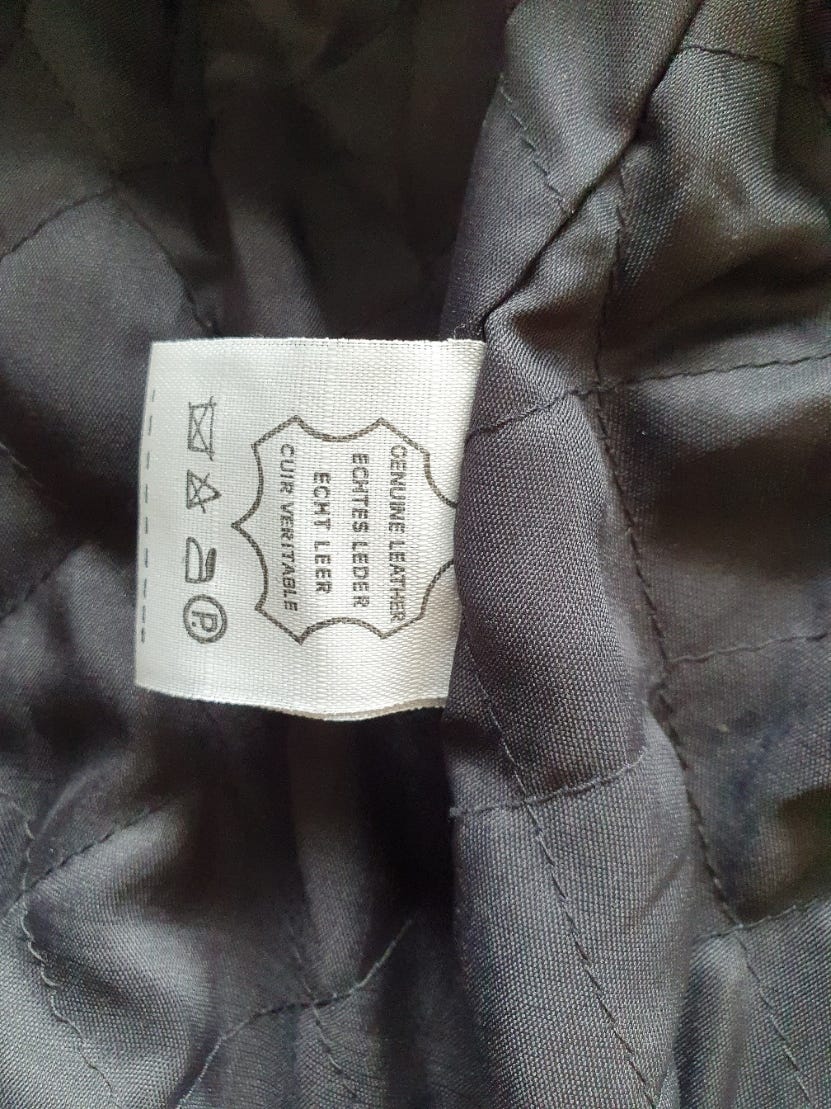 GENUINE LEATHER
ECHTES LEDER
ECHT LEER
CUIR VERITABLE
P.